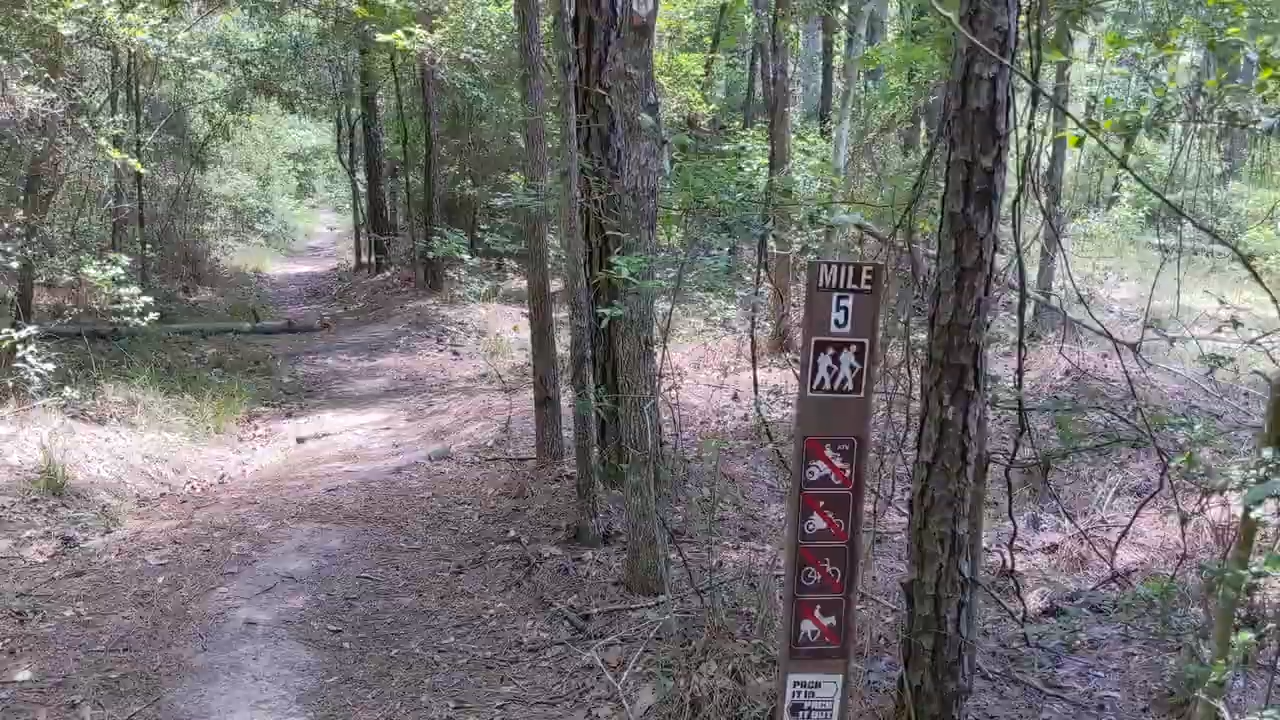 MILE
5
ATV
PACK
IT IN
PACK
IT OUT